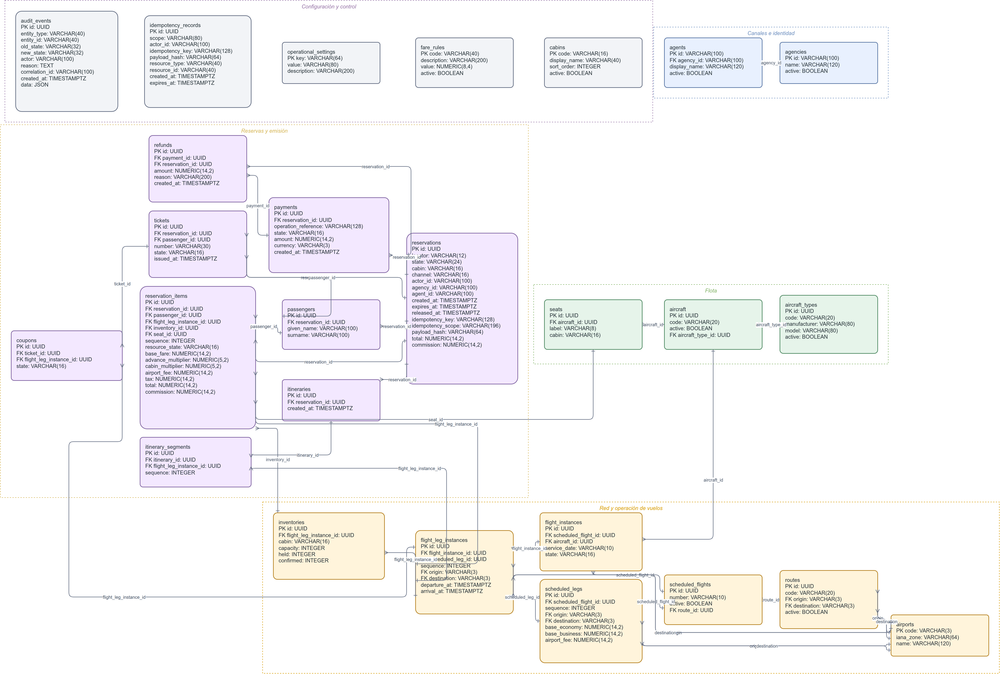 Configuración y control
audit_events
PK id: UUID
entity_type: VARCHAR(40)
entity_id: VARCHAR(40)
old_state: VARCHAR(32)
new_state: VARCHAR(32)
actor: VARCHAR(100)
reason: TEXT
correlation_id: VARCHAR(100)
created_at: TIMESTAMPTZ
data: JSON
idempotency_records
PK id: UUID
scope: VARCHAR(80)
actor_id: VARCHAR(100)
idempotency_key: VARCHAR(128)
payload_hash: VARCHAR(64)
resource_type: VARCHAR(40)
resource_id: VARCHAR(40)
created_at: TIMESTAMPTZ
expires_at: TIMESTAMPTZ
operational_settings
PK key: VARCHAR(64)
value: VARCHAR(80)
description: VARCHAR(200)
fare_rules
PK code: VARCHAR(40)
description: VARCHAR(200)
value: NUMERIC(8,4)
active: BOOLEAN
cabins
PK code: VARCHAR(16)
display_name: VARCHAR(40)
sort_order: INTEGER
active: BOOLEAN
Canales e identidad
agents
PK id: VARCHAR(100)
FK agency_id: VARCHAR(100)
display_name: VARCHAR(120)
active: BOOLEAN
agency_id
agencies
PK id: VARCHAR(100)
name: VARCHAR(120)
active: BOOLEAN
Reservas y emisión
refunds
PK id: UUID
FK payment_id: UUID
FK reservation_id: UUID
amount: NUMERIC(14,2)
reason: VARCHAR(200)
created_at: TIMESTAMPTZ
reservation_id
payment_id
payments
PK id: UUID
FK reservation_id: UUID
operation_reference: VARCHAR(128)
state: VARCHAR(16)
amount: NUMERIC(14,2)
currency: VARCHAR(3)
created_at: TIMESTAMPTZ
reservation_id
tickets
PK id: UUID
FK reservation_id: UUID
FK passenger_id: UUID
number: VARCHAR(30)
state: VARCHAR(16)
issued_at: TIMESTAMPTZ
passenger_id
ticket_id
reservations
PK id: UUID
VARCHAR(12)
state: VARCHAR(24)
cabin: VARCHAR(16)
channel: VARCHAR(16)
actor_id: VARCHAR(100)
agency_id: VARCHAR(100)
agent_id: VARCHAR(100)
created_at: TIMESTAMPTZ
expires_at: TIMESTAMPTZ
released_at: TIMESTAMPTZ
idempotency_key: VARCHAR(128)
idempotency_scope: VARCHAR(196)
payload_hash: VARCHAR(64)
total: NUMERIC(14,2)
commission: NUMERIC(14,2)
reservation_items
PK id: UUID
FK reservation_id: UUID
FK passenger_id: UUID
FK flight_leg_instance_id: UUID
FK inventory_id: UUID
FK seat_id: UUID
sequence: INTEGER
resource_state: VARCHAR(16)
base_fare: NUMERIC(14,2)
advance_multiplier: NUMERIC(5,2)
cabin_multiplier: NUMERIC(5,2)
airport_fee: NUMERIC(14,2)
tax: NUMERIC(14,2)
total: NUMERIC(14,2)
commission: NUMERIC(14,2)
passenger_id
passengers
PK id: UUID
FK reservation_id: UUID
given_name: VARCHAR(100)
surname: VARCHAR(100)
reservation_id
reservation_id
coupons
PK id: UUID
FK ticket_id: UUID
FK flight_leg_instance_id: UUID
state: VARCHAR(16)
itineraries
PK id: UUID
FK reservation_id: UUID
created_at: TIMESTAMPTZ
reservation_id
seat_id
flight_leg_instance_id
itinerary_segments
PK id: UUID
FK itinerary_id: UUID
FK flight_leg_instance_id: UUID
sequence: INTEGER
itinerary_id
inventory_id
flight_leg_instance_id
Flota
seats
PK id: UUID
FK aircraft_id: UUID
label: VARCHAR(8)
cabin: VARCHAR(16)
aircraft_id
aircraft
PK id: UUID
code: VARCHAR(20)
active: BOOLEAN
FK aircraft_type_id: UUID
aircraft_type_id
aircraft_types
PK id: UUID
code: VARCHAR(20)
manufacturer: VARCHAR(80)
model: VARCHAR(80)
active: BOOLEAN
aircraft_id
Red y operación de vuelos
inventories
PK id: UUID
FK flight_leg_instance_id: UUID
cabin: VARCHAR(16)
capacity: INTEGER
held: INTEGER
confirmed: INTEGER
flight_leg_instance_id
flight_leg_instance_id
flight_leg_instances
PK id: UUID
FK flight_instance_id: UUID
UUID
sequence: INTEGER
FK origin: VARCHAR(3)
FK destination: VARCHAR(3)
departure_at: TIMESTAMPTZ
arrival_at: TIMESTAMPTZ
flight_instance_id
scheduled_leg_id
flight_instances
PK id: UUID
FK scheduled_flight_id: UUID
FK aircraft_id: UUID
service_date: VARCHAR(10)
state: VARCHAR(16)
scheduled_flight_id
scheduled_legs
PK id: UUID
FK scheduled_flight_id: UUID
sequence: INTEGER
FK origin: VARCHAR(3)
FK destination: VARCHAR(3)
base_economy: NUMERIC(14,2)
base_business: NUMERIC(14,2)
airport_fee: NUMERIC(14,2)
scheduled_flight_id
scheduled_flights
PK id: UUID
number: VARCHAR(10)
active: BOOLEAN
FK route_id: UUID
route_id
routes
PK id: UUID
code: VARCHAR(20)
FK origin: VARCHAR(3)
FK destination: VARCHAR(3)
active: BOOLEAN
origin
destination
destination
destination
airports
PK code: VARCHAR(3)
iana_zone: VARCHAR(64)
name: VARCHAR(120)